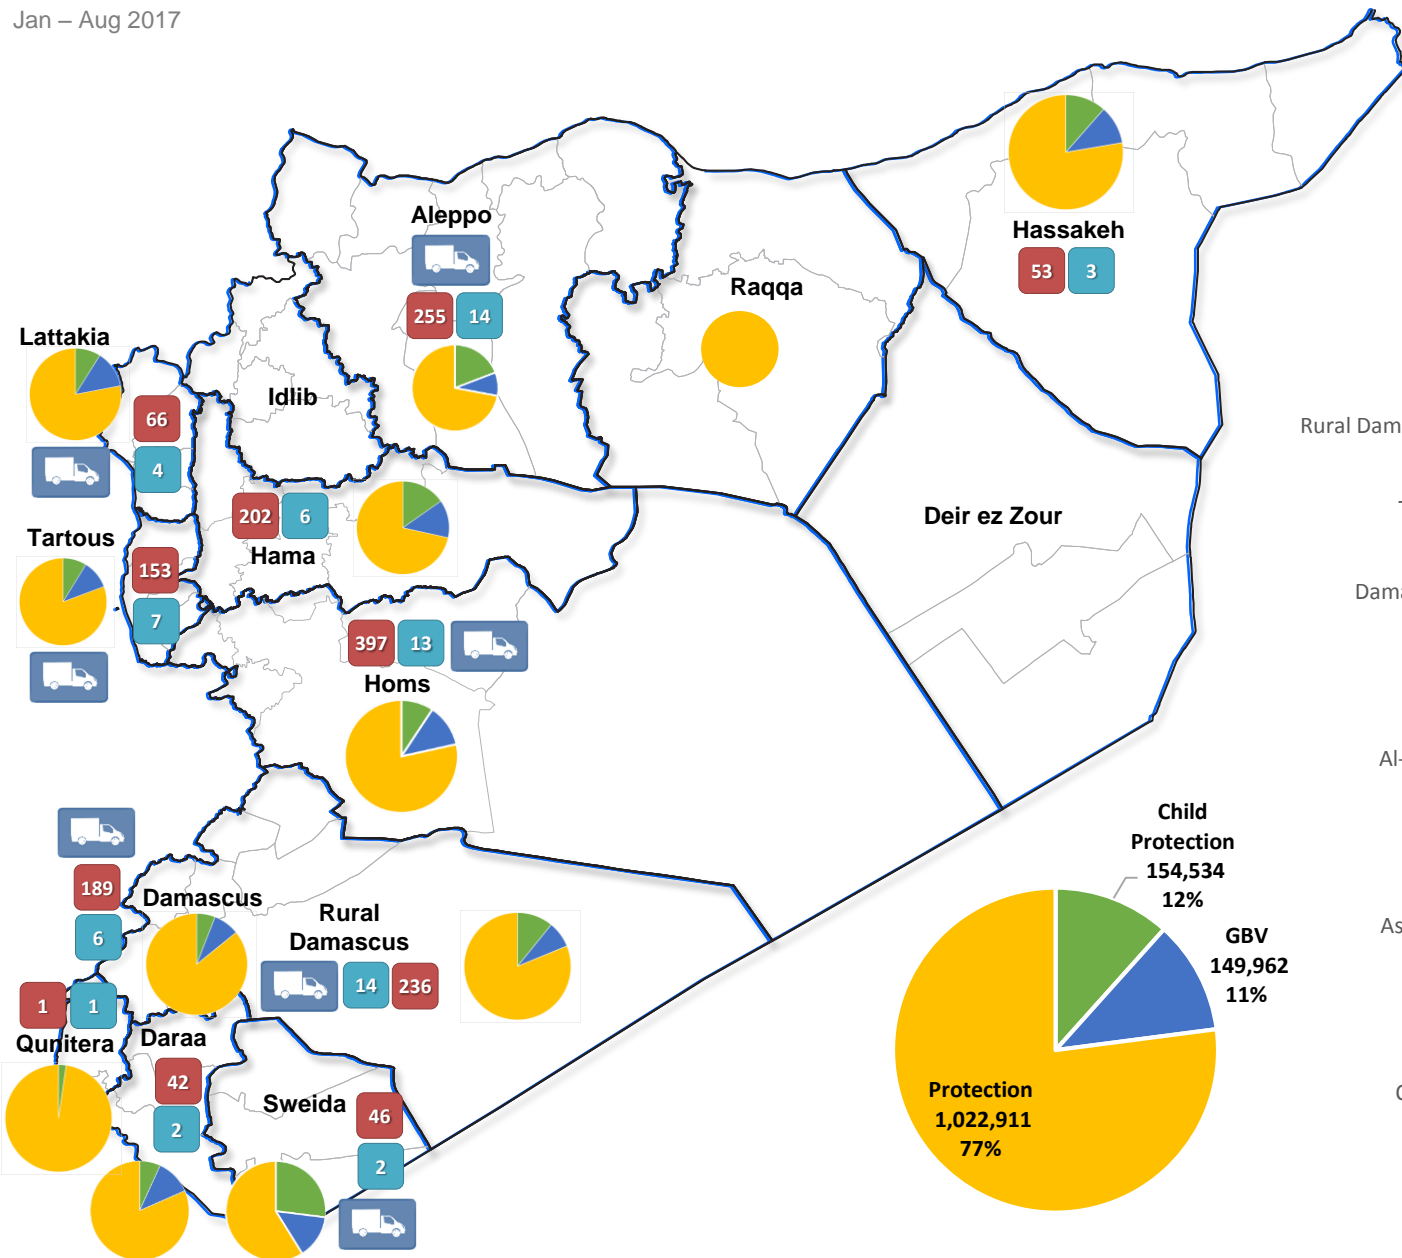 Jan – Aug 2017
Aleppo
255 14
Hassakeh
53 3
Raqqa
Lattakia
66
4
Idlib
Rural Dam
202 6
Hama
Deir ez Zour
Tartous
153
7
Dama
397 13
Homs
Al-
189
6
Damascus
Rural
Damascus
14 236
1 1
Qunitera
Daraa
42
2
Sweida
46
2
Child
Protection
154,534
12%
GBV
149,962
11%
Protection
1,022,911
77%
As